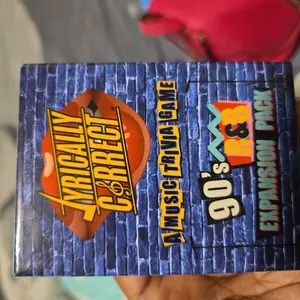 LYRICALLY
CORRECT
A MUSIC TRIVIA GAME
90's
R&B
EXPANSION PACK